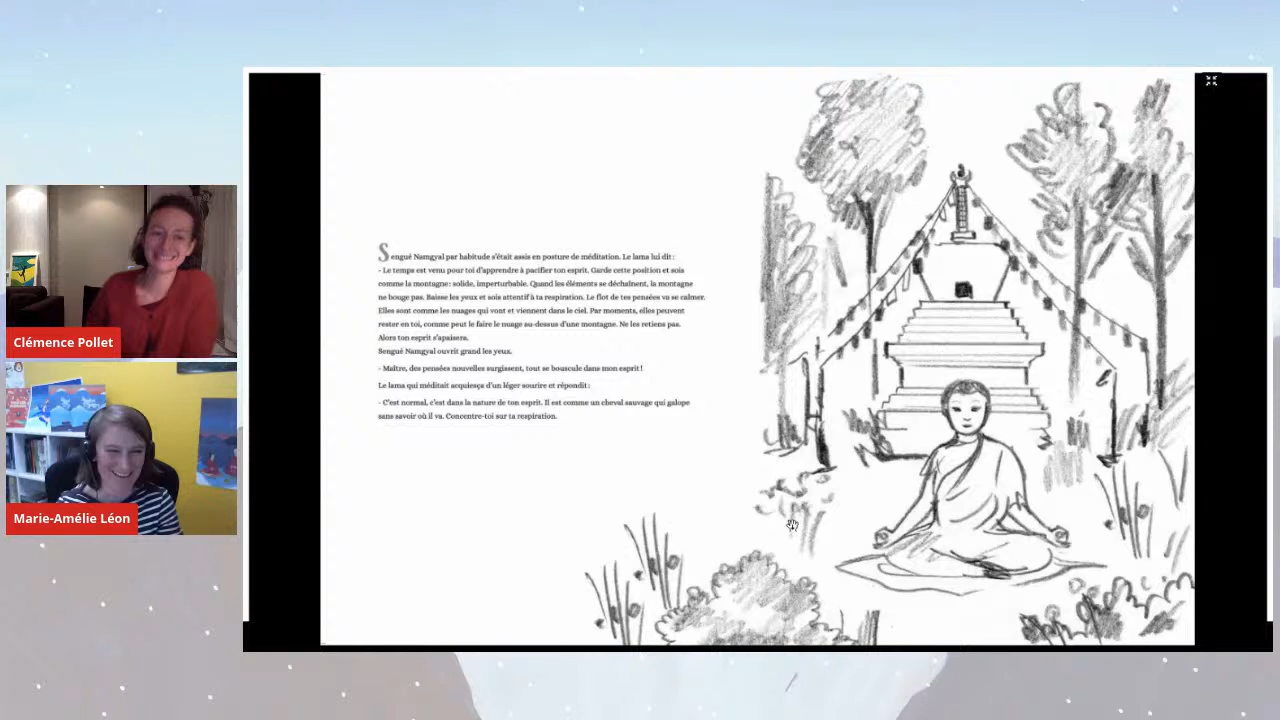 Clémence Pollet
Marie-Amélie Léon
Sengué Namgyal par habitude s'était assis en posture de méditation. Le lama lui dit :
- Le temps est venu pour toi d'apprendre à pacifier ton esprit. Garde cette position et sois
comme la montagne : solide, imperturbable. Quand les éléments se déchaînent, la montagne
ne bouge pas. Baisse les yeux et sois attentif à ta respiration. Le flot de tes pensées va se calmer.
Elles sont comme les nuages qui vont et viennent dans le ciel. Par moments, elles peuvent
rester en toi, comme peut le faire le nuage au-dessus d'une montagne. Ne les retiens pas.
Alors ton esprit s'apaisera.
Sengué Namgyal ouvrit grand les yeux.
- Maître, des pensées nouvelles surgissent, tout se bouscule dans mon esprit !
Le lama qui méditait acquiesça d'un léger sourire et répondit :
- C'est normal, c'est dans la nature de ton esprit. Il est comme un cheval sauvage qui galope
sans savoir où il va. Concentre-toi sur ta respiration.